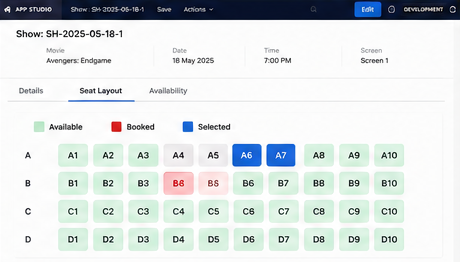 APP STUDIO Show: SH-2025-05-18-1 Save Actions Edit DEVELOPMENT
Show: SH-2025-05-18-1
Movie Date Time Screen
Avengers: Endgame 18 May 2025 7:00 PM Screen 1
Details Seat Layout Availability
Available Booked Selected
A A1 A2 A3 A4 A5 A6 A7 A8 A9 A10
B B1 B2 B3 B6 B5 B6 B7 B8 B9 B10
C C1 C2 C3 C4 C5 C6 C7 C8 C9 C10
D D1 D2 D3 D4 D5 D6 D7 D8 D9 D10